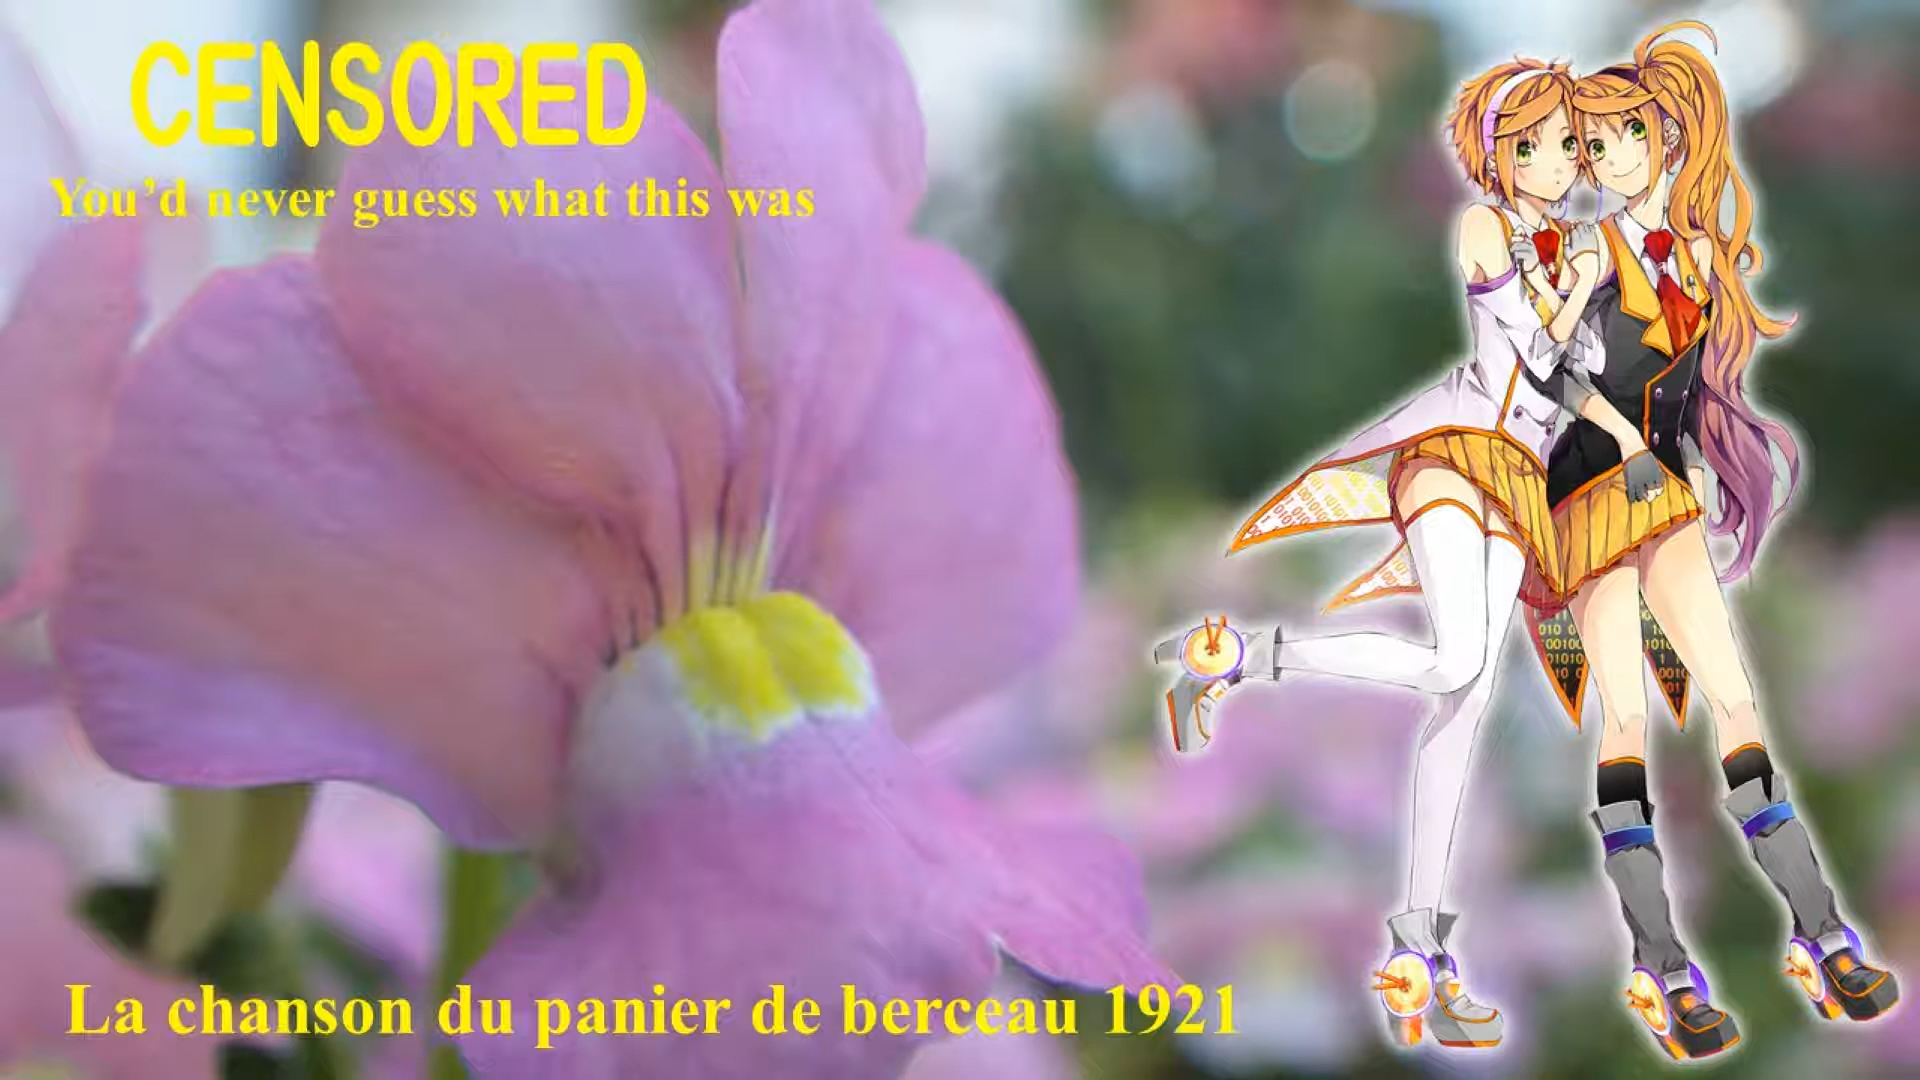 CENSORED
You’d never guess what this was
La chanson du panier de berceau 1921